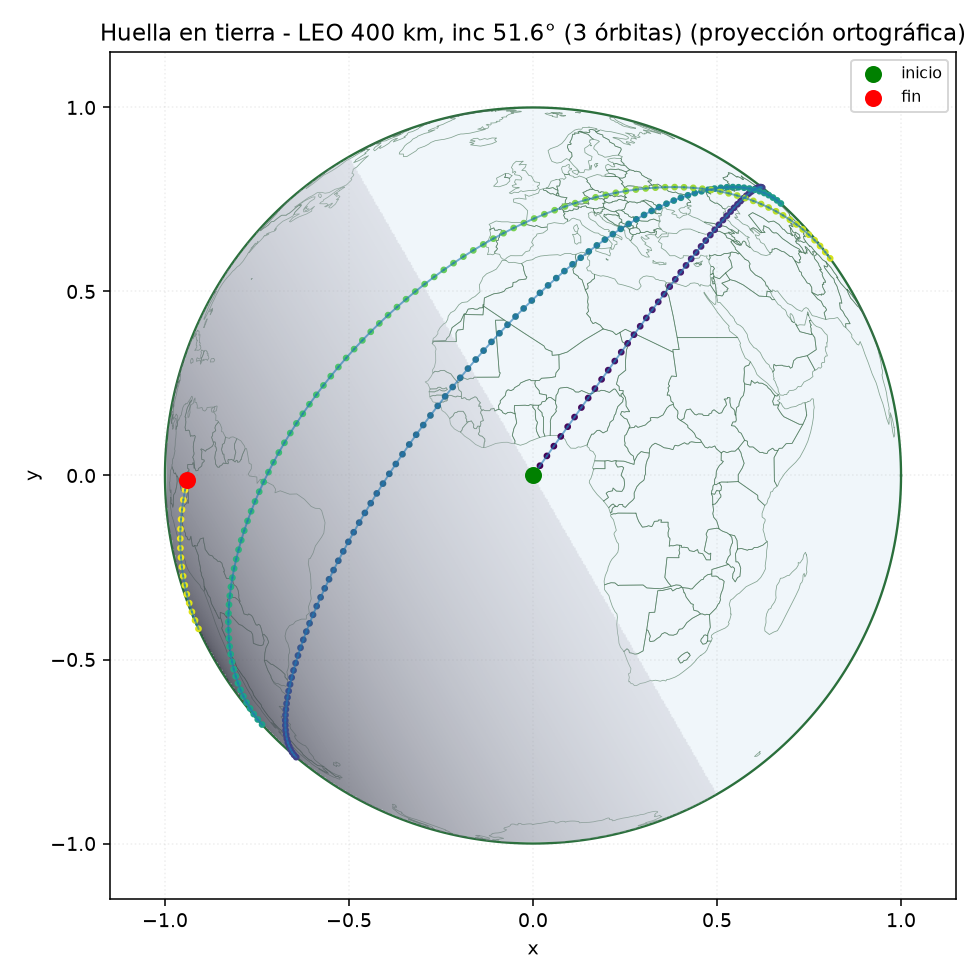 Huella en tierra - LEO 400 km, inc 51.6° (3 órbitas) (proyección ortográfica)
inicio
fin
1.0
0.5
0.0
−0.5
−1.0
y
−1.0 −0.5 0.0 0.5 1.0
x